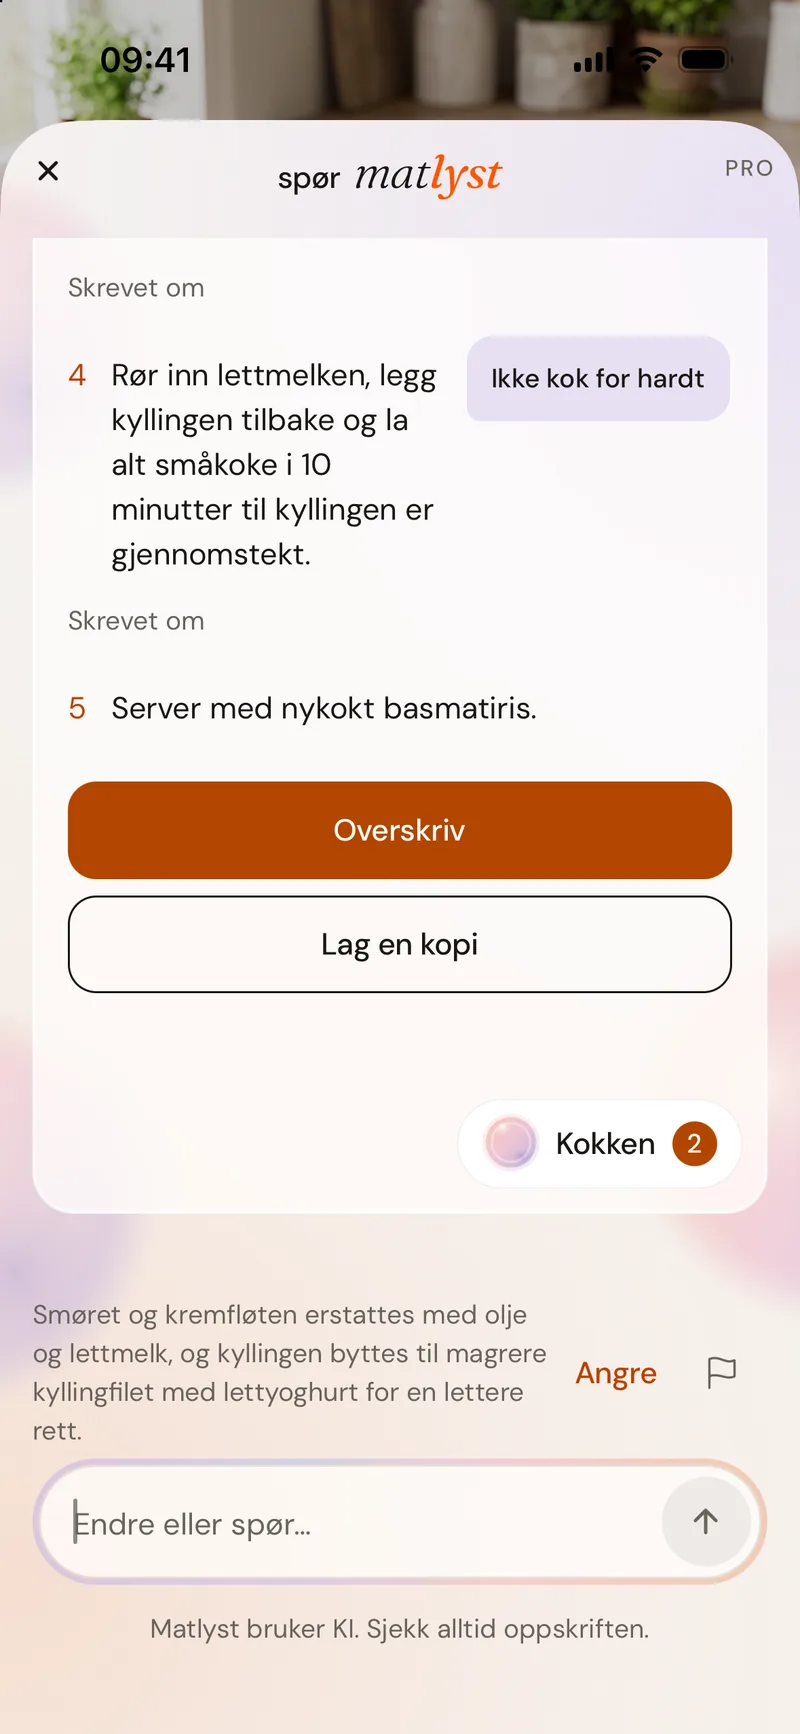 09:41
spør matlyst
PRO
Skrevet om
4 Rør inn lettmelken, legg
kyllingen tilbake og la
alt småkoke i 10
minutter til kyllingen er
gjennomstekt.
Ikke kok for hardt
Skrevet om
5 Server med nykokt basmatiris.
Overskriv
Lag en kopi
Kokken 2
Smøret og kremfløten erstattes med olje
og lettmelk, og kyllingen byttes til magrere
kyllingfilet med lettyoghurt for en lettere
rett.
Angre
Endre eller spør...
Matlyst bruker KI. Sjekk alltid oppskriften.